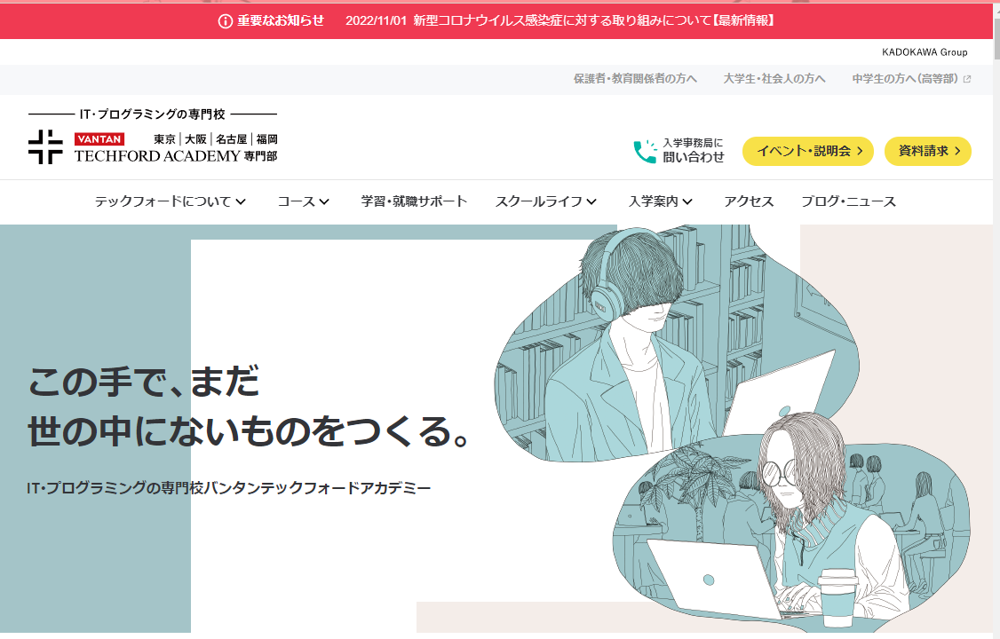 重要なお知らせ 2022/11/01 新型コロナウイルス感染症に対する取り組みについて【最新情報】
KADOKAWA Group
保護者・教育関係者の方へ 大学生・社会人の方へ 中学生の方へ(高等部)
IT・プログラミングの専門校
VANTAN 東京|大阪|名古屋|福岡
TECHFORD ACADEMY 専門部
入学事務局に
問い合わせ
イベント・説明会
資料請求
テックフォードについて コース 学習・就職サポート スクールライフ 入学案内 アクセス ブログ・ニュース
この手で、まだ
世の中にないものをつくる。
IT・プログラミングの専門校バンタンテックフォードアカデミー